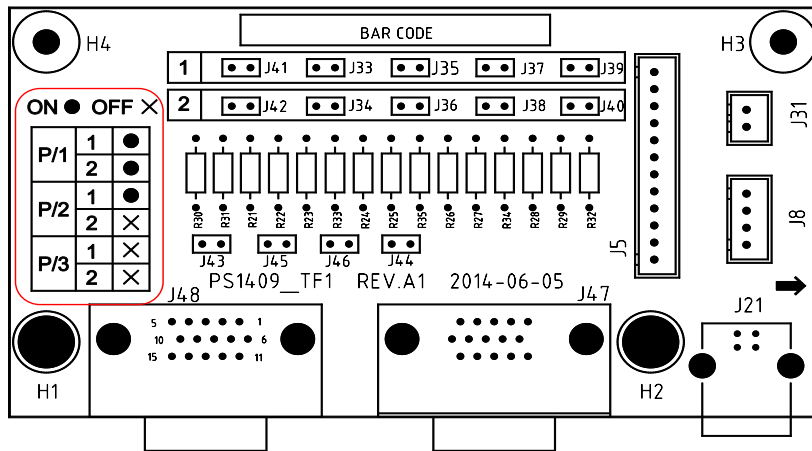 BAR CODE
H4
H3
1 J41 J33 J35 J37 J39
2 J42 J34 J36 J38 J40
ON ● OFF ×
P/1 1 ●
2 ●
P/2 1 ●
2 ×
P/3 1 ×
2 ×
R30 R31 R21 R22 R23 R33 R24 R25 R35 R26 R27 R34 R28 R29 R32
J43 J45 J46 J44
J5
J31
J8
PS1409__TF1 REV.A1 2014-06-05
J48
J47
J21
5 1
10 6
15 11
H1
H2